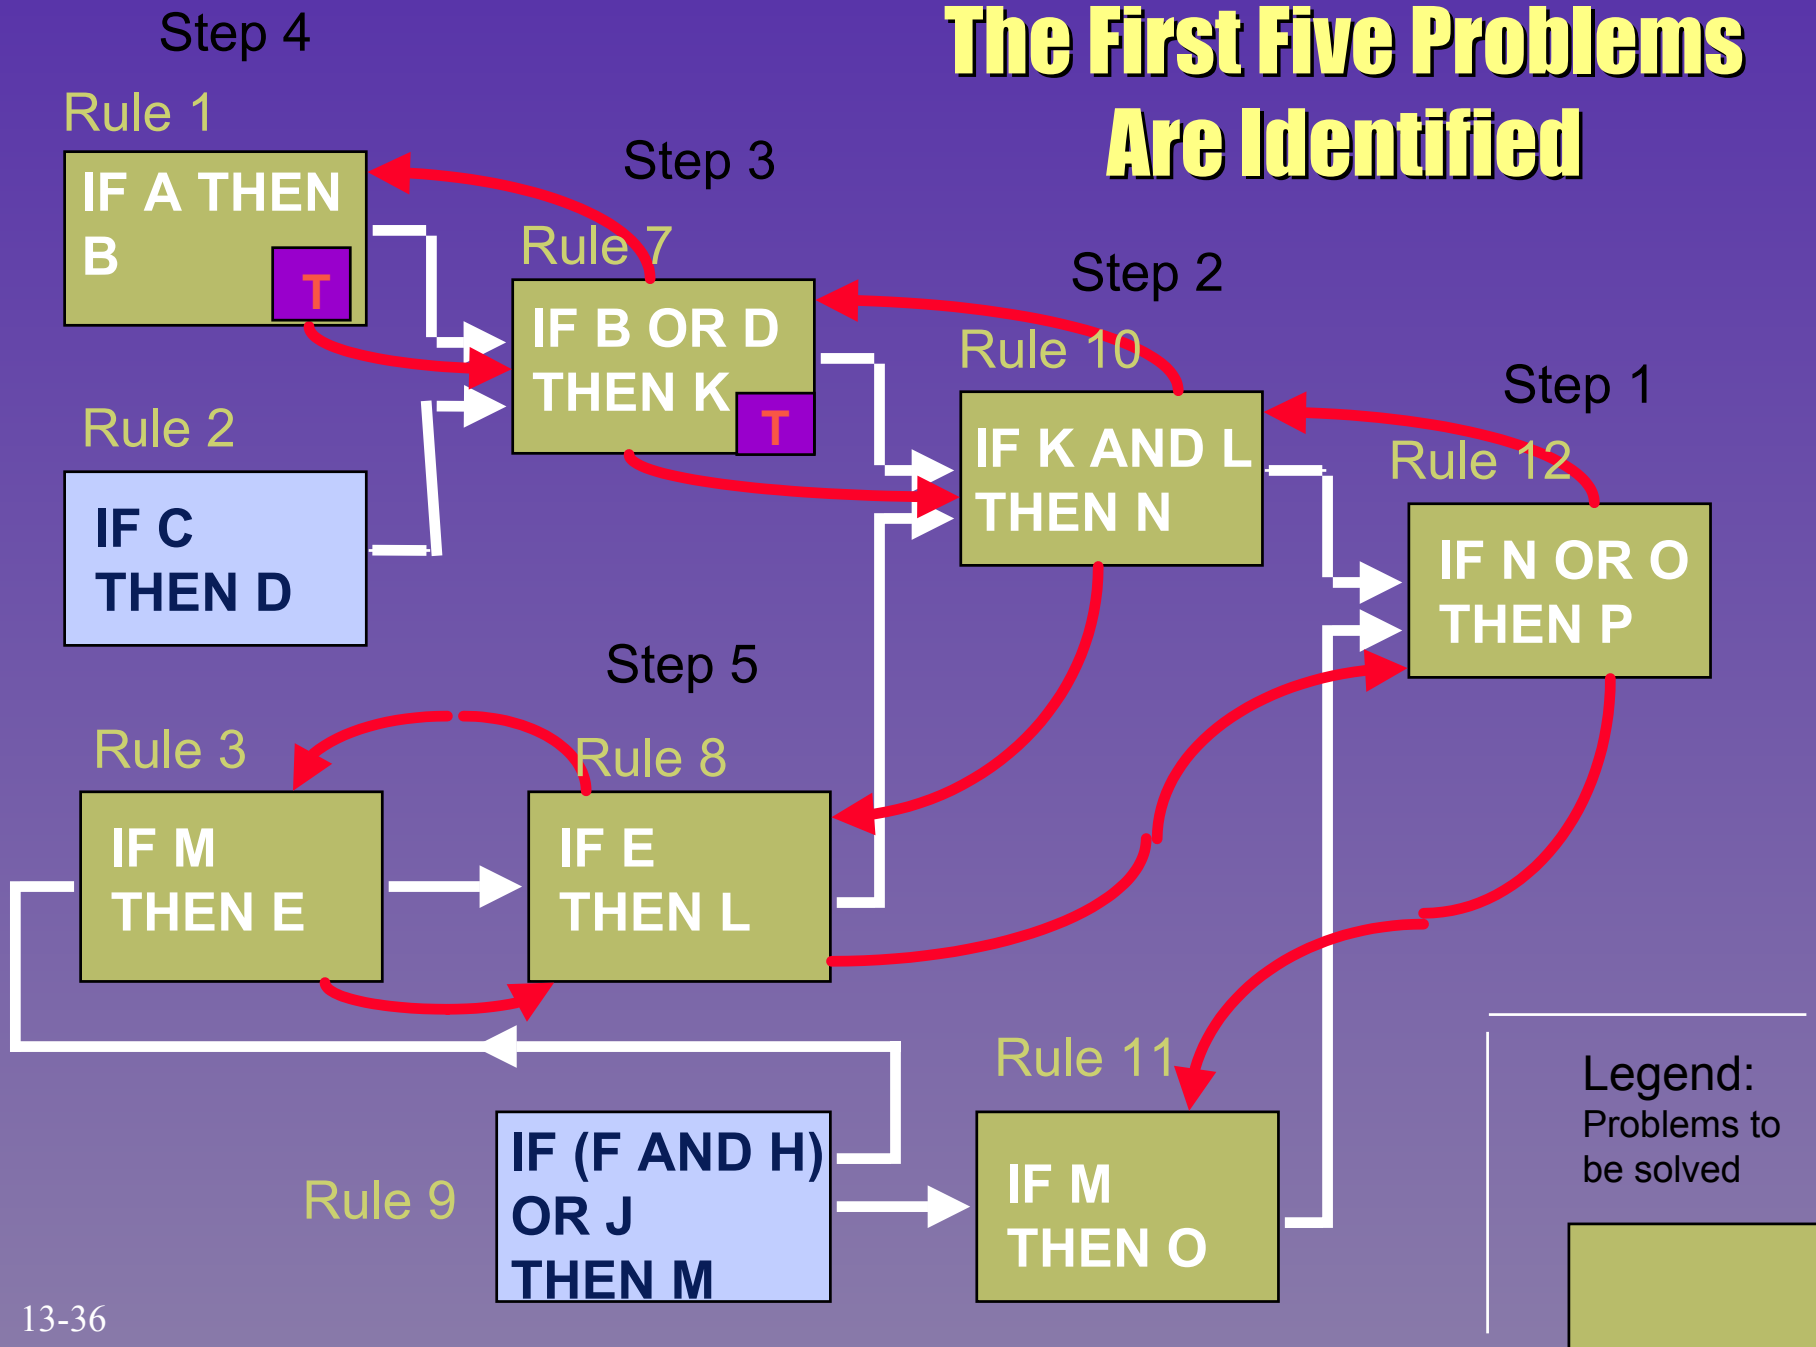 The First Five Problems
Are Identified
Step 4
Rule 1
IF A THEN
B
T
Step 3
Rule 7
IF B OR D
THEN K
T
Step 2
Rule 10
IF K AND L
THEN N
Step 1
Rule 12
IF N OR O
THEN P
Rule 2
IF C
THEN D
Step 5
Rule 3
IF M
THEN E
Rule 8
IF E
THEN L
Rule 9
IF (F AND H)
OR J
THEN M
Rule 11
IF M
THEN O
Legend:
Problems to
be solved
13-36